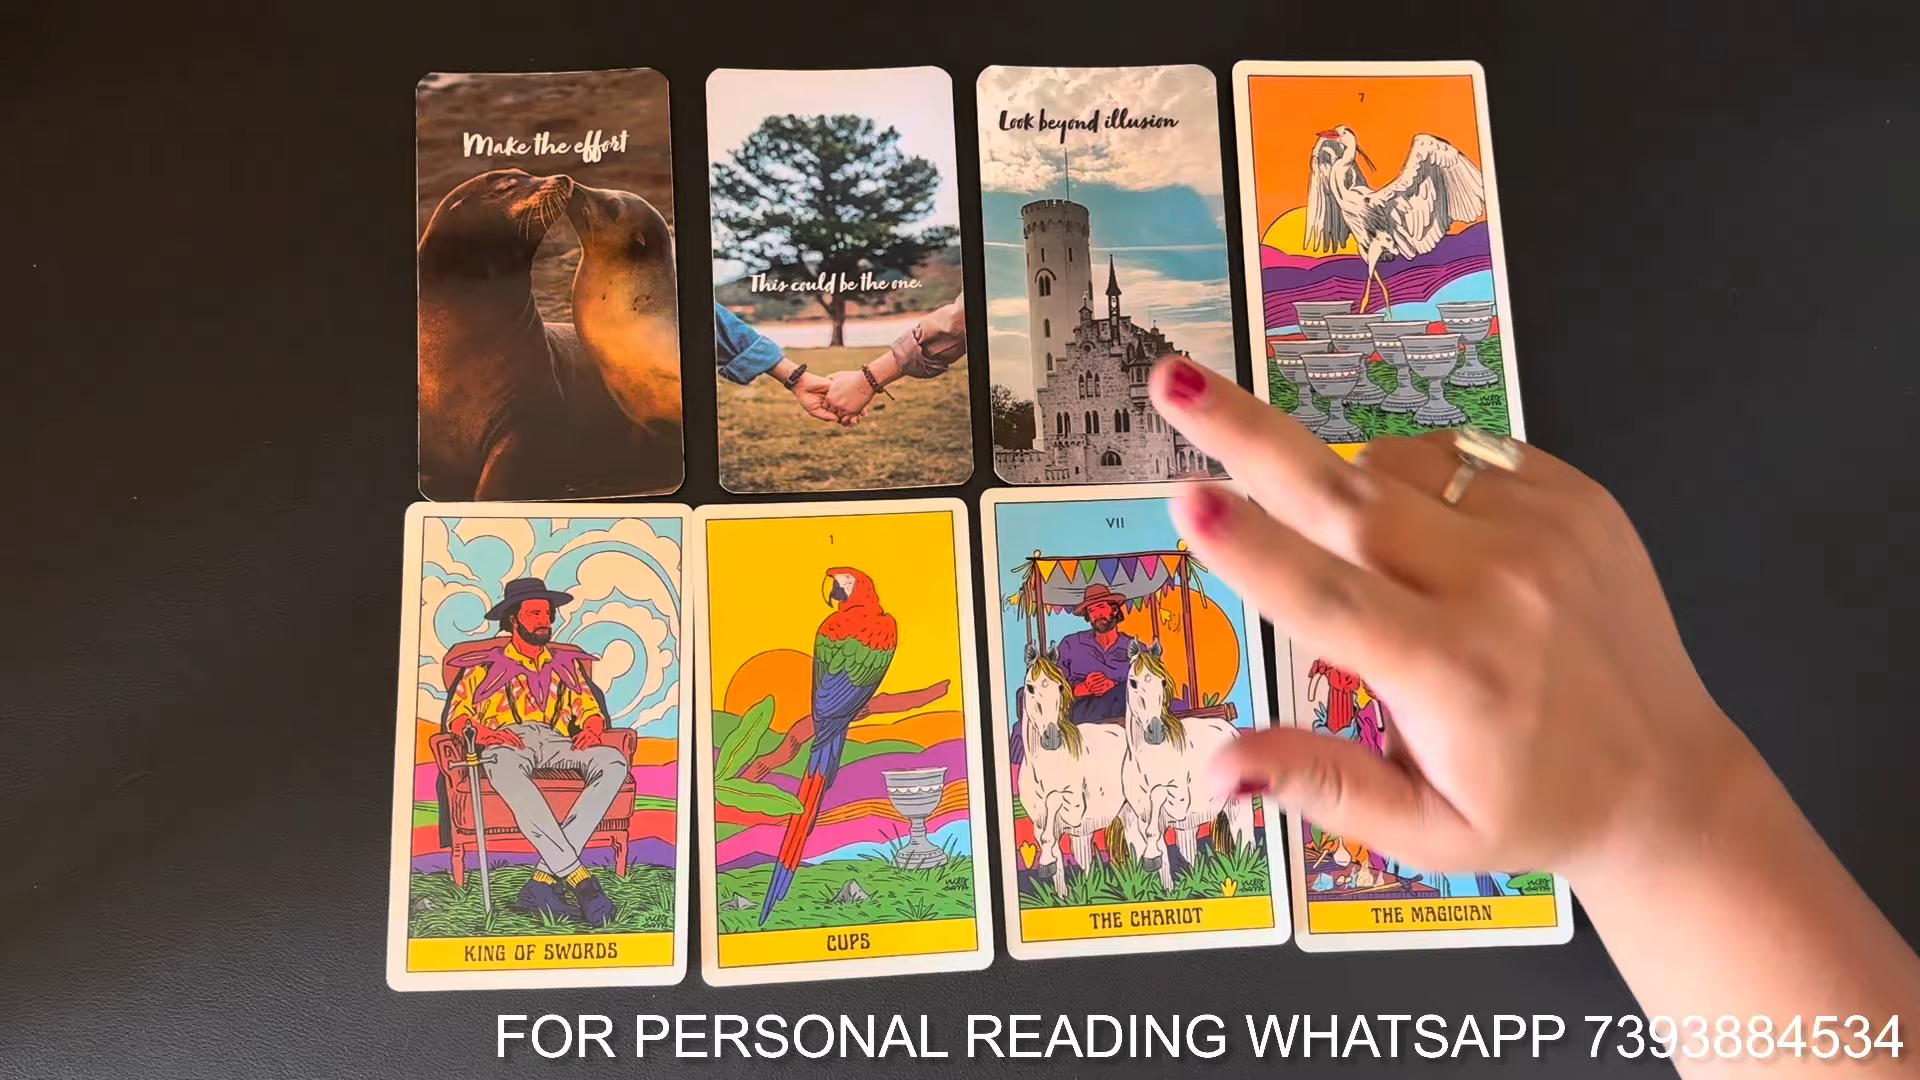 Make the effort
This could be the one.
Look beyond illusion
7
1
VII
KING OF SWORDS
CUPS
THE CHARIOT
THE MAGICIAN
FOR PERSONAL READING WHATSAPP 7393884534